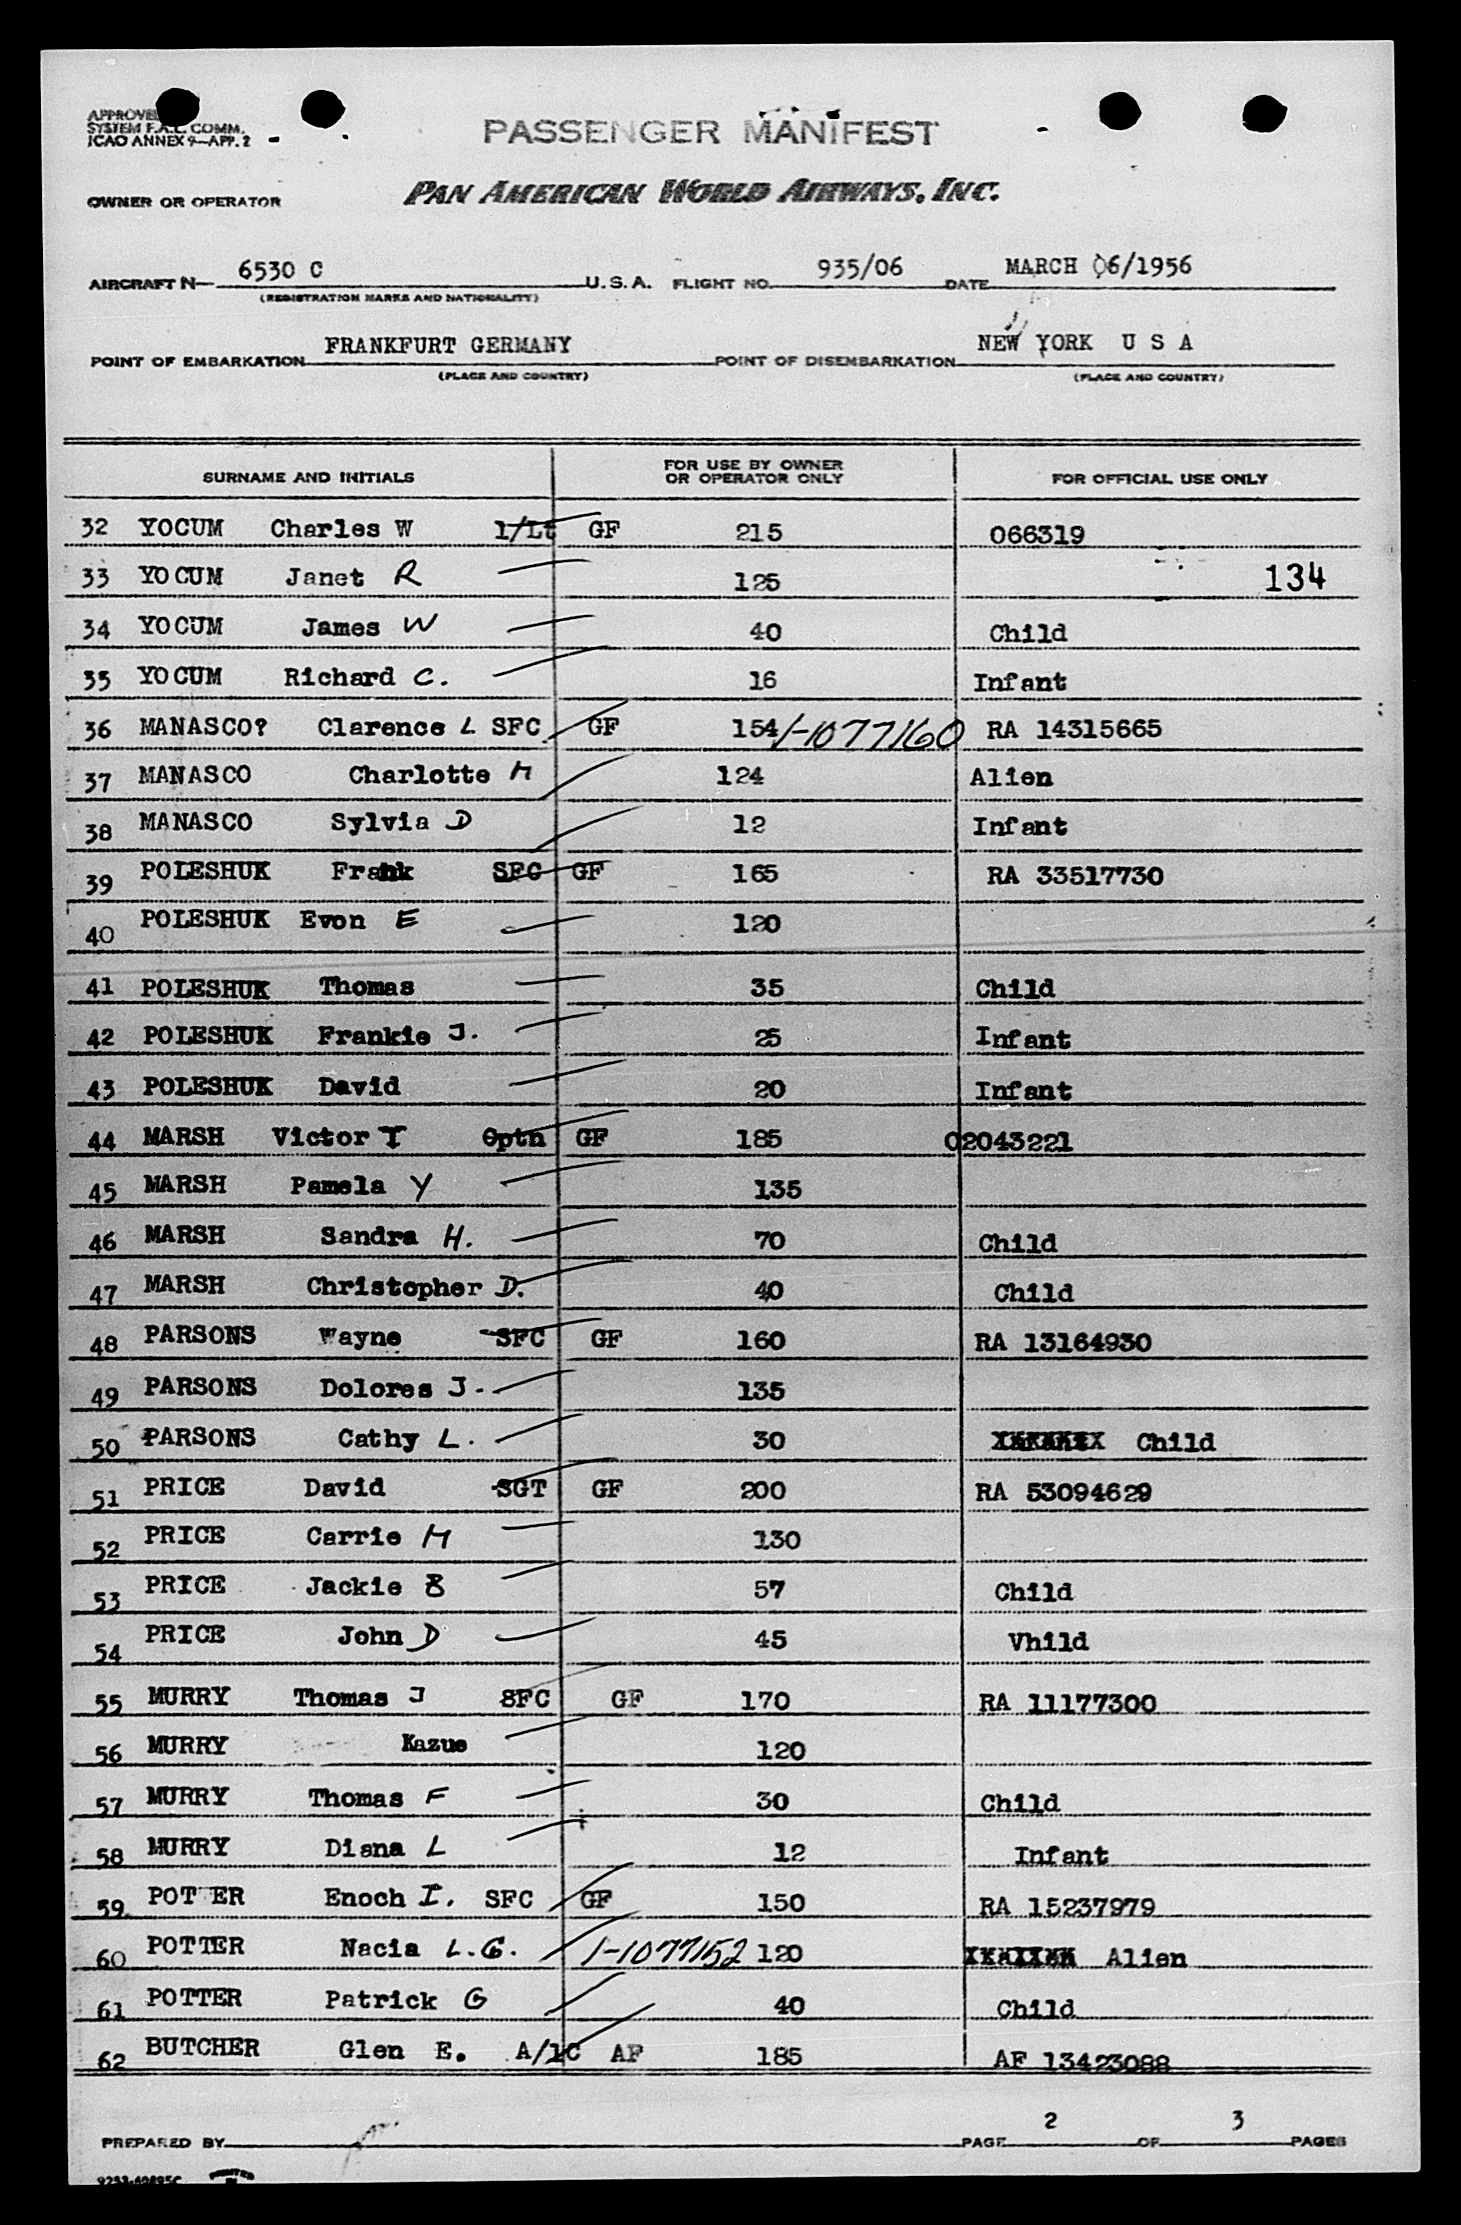 APPROVED
SYSTEM F.A.L. COMM.
ICAO ANNEX 9—APP. 2
PASSENGER MANIFEST
OWNER OR OPERATOR PAN AMERICAN WORLD AIRWAYS, INC.
AIRCRAFT N— 6530 C U.S.A. FLIGHT NO. 935/06 DATE MARCH 06/1956
(REGISTRATION MARKS AND NATIONALITY)
POINT OF EMBARKATION FRANKFURT GERMANY POINT OF DISEMBARKATION NEW YORK U S A
(PLACE AND COUNTRY) (PLACE AND COUNTRY)
SURNAME AND INITIALS FOR USE BY OWNER OR OPERATOR ONLY FOR OFFICIAL USE ONLY
32 YOCUM Charles W 1/Lt GF 215 066319
33 YOCUM Janet R 125 134
34 YOCUM James W 40 Child
35 YOCUM Richard C. 16 Infant
36 MANASCO? Clarence L SFC GF 154 1-1077160 RA 14315665
37 MANASCO Charlotte M 124 Alien
38 MANASCO Sylvia D 12 Infant
39 POLESHUK Frank SFC GF 165 RA 33517730
40 POLESHUK Evon E 120
41 POLESHUK Thomas 35 Child
42 POLESHUK Frankie J. 25 Infant
43 POLESHUK David 20 Infant
44 MARSH Victor T Cptn GF 185 02043221
45 MARSH Pamela Y 135
46 MARSH Sandra H. 70 Child
47 MARSH Christopher D. 40 Child
48 PARSONS Wayne SFC GF 160 RA 13164930
49 PARSONS Dolores J. 135
50 PARSONS Cathy L. 30 Child
51 PRICE David SGT GF 200 RA 53094629
52 PRICE Carrie M 130
53 PRICE Jackie B 57 Child
54 PRICE John D 45 Vhild
55 MURRY Thomas J SFC GF 170 RA 11177300
56 MURRY Kazue 120
57 MURRY Thomas F 30 Child
58 MURRY Diana L 12 Infant
59 POTTER Enoch I. SFC GF 150 RA 15237979
60 POTTER Nacia L.G. 1-1077152 120 Alien
61 POTTER Patrick G 40 Child
62 BUTCHER Glen E. A/1C AF 185 AF 13423088
PREPARED BY PAGE 2 OF 3 PAGES